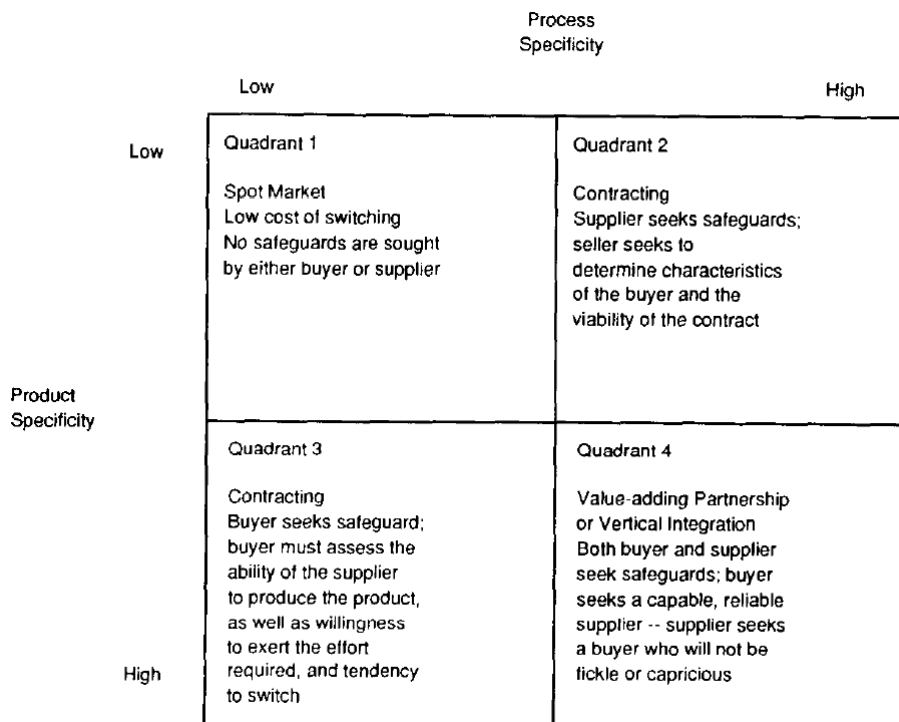 Process
Specificity
Low
High
Low
Quadrant 1
Spot Market
Low cost of switching
No safeguards are sought
by either buyer or supplier
Quadrant 2
Contracting
Supplier seeks safeguards;
seller seeks to
determine characteristics
of the buyer and the
viability of the contract
Product
Specificity
High
Quadrant 3
Contracting
Buyer seeks safeguard;
buyer must assess the
ability of the supplier
to produce the product,
as well as willingness
to exert the effort
required, and tendency
to switch
Quadrant 4
Value-adding Partnership
or Vertical Integration
Both buyer and supplier
seek safeguards; buyer
seeks a capable, reliable
supplier -- supplier seeks
a buyer who will not be
fickle or capricious